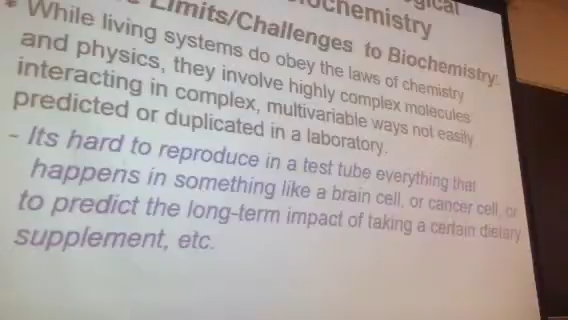 Limits/Challenges to Biochemistry:
* While living systems do obey the laws of chemistry
and physics, they involve highly complex molecules
interacting in complex, multivariable ways not easily
predicted or duplicated in a laboratory.
- Its hard to reproduce in a test tube everything that
happens in something like a brain cell, or cancer cell, or
to predict the long-term impact of taking a certain dietary
supplement, etc.